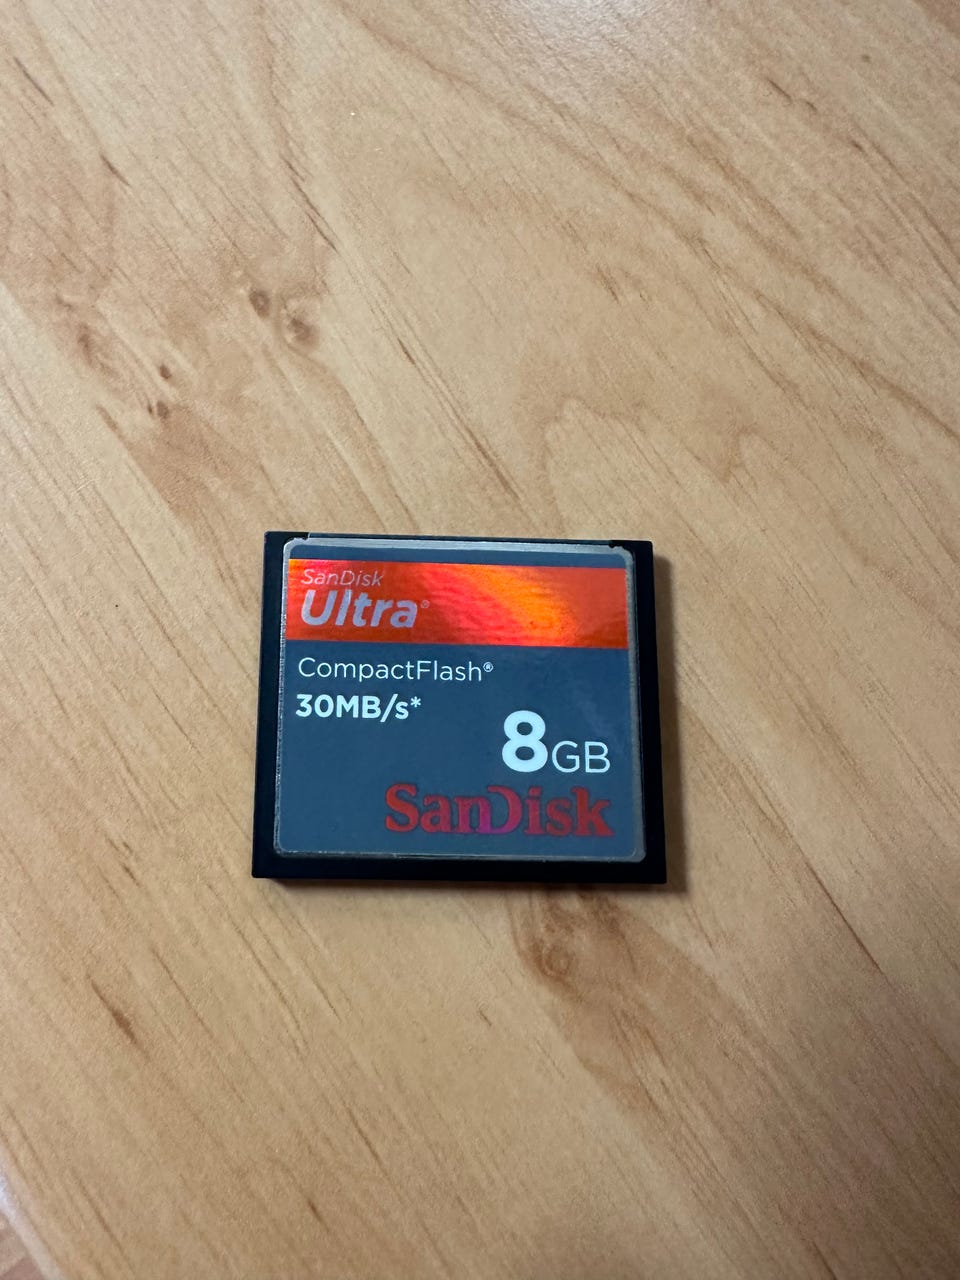 SanDisk
Ultra®
CompactFlash®
30MB/s*
8GB
SanDisk